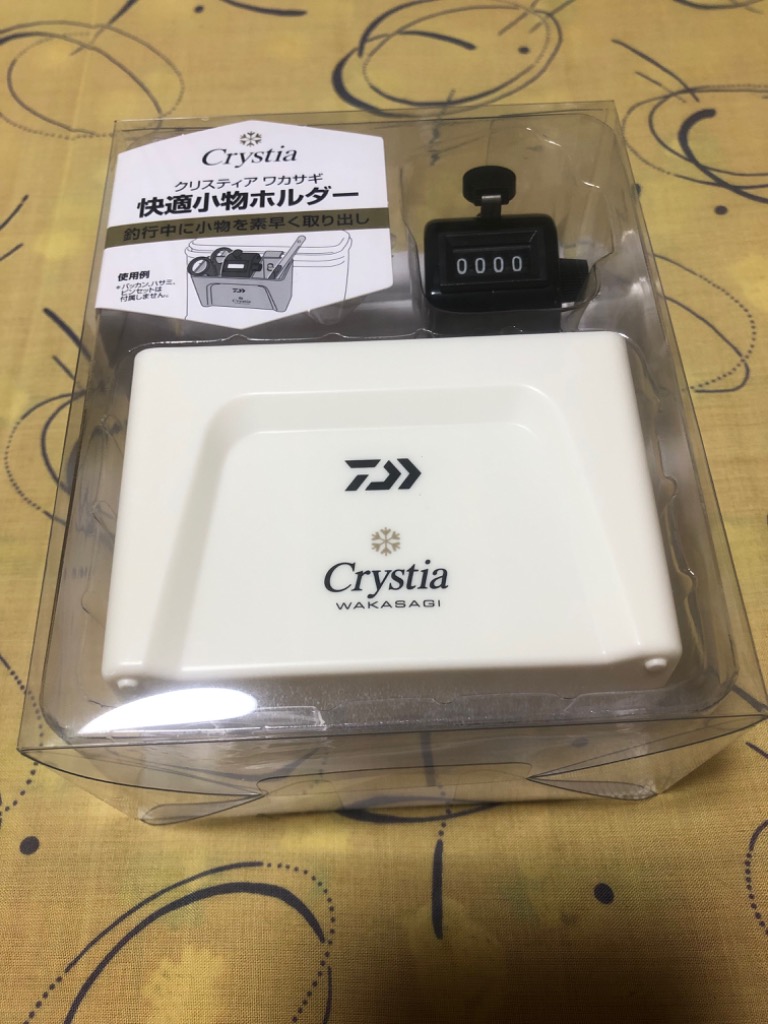 Crystia
クリスティア ワカサギ
快適小物ホルダー
釣行中に小物を素早く取り出し
使用例
*バッカン、ハサミ、
ピンセットは
付属しません。
Crystia
0000
Crystia
WAKASAGI